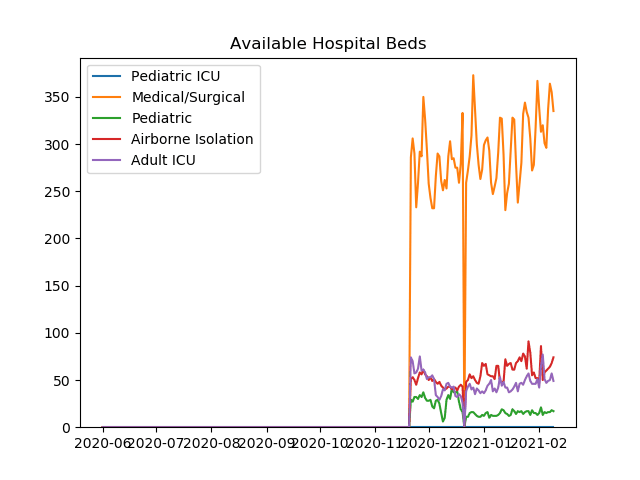 Available Hospital Beds
Pediatric ICU
Medical/Surgical
Pediatric
Airborne Isolation
Adult ICU
350
300
250
200
150
100
50
0
2020-06 2020-07 2020-08 2020-09 2020-10 2020-11 2020-12 2021-01 2021-02